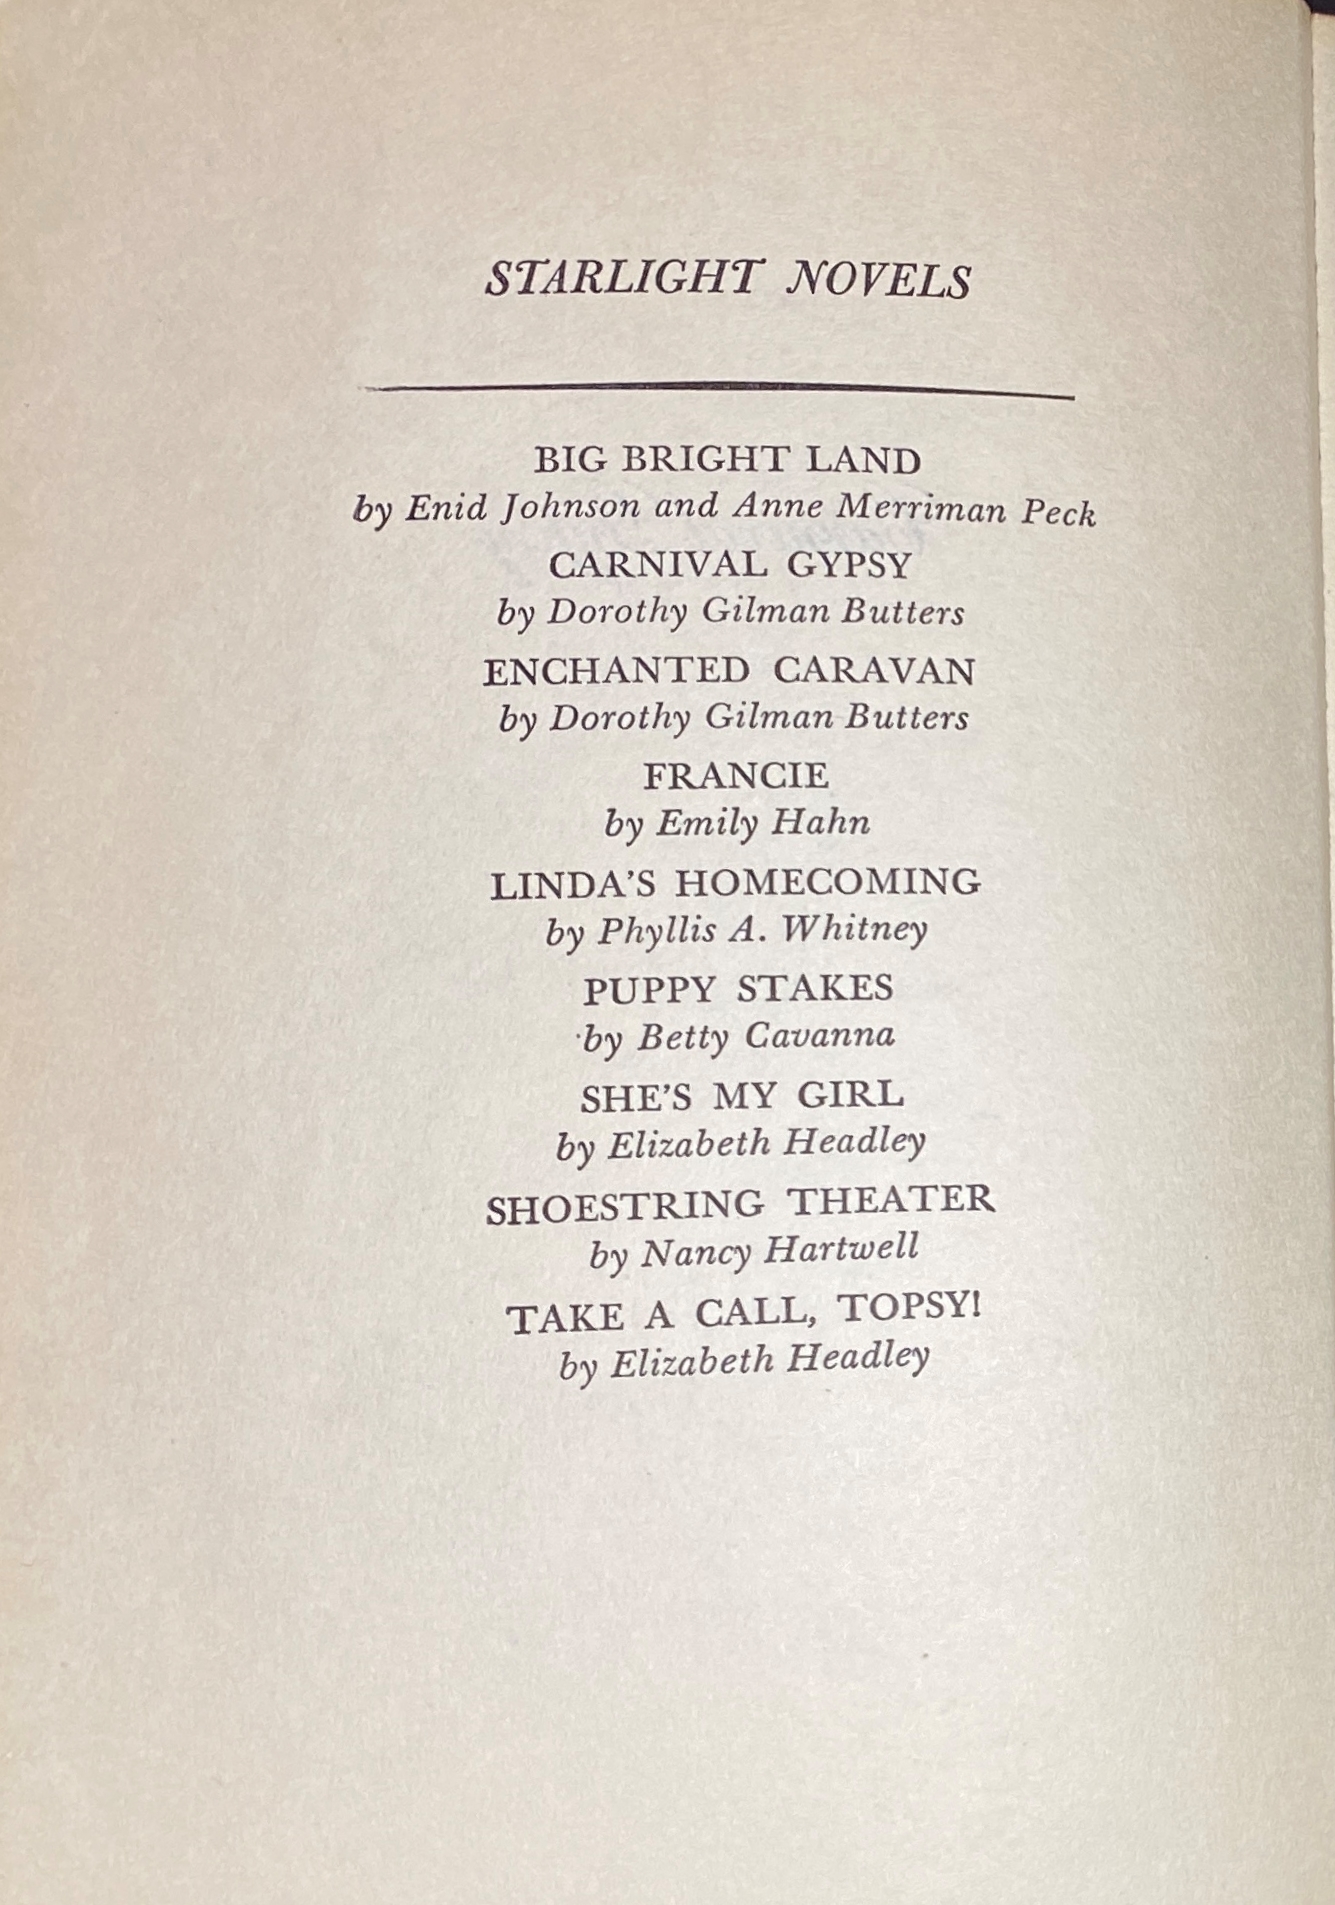 STARLIGHT NOVELS
BIG BRIGHT LAND
by Enid Johnson and Anne Merriman Peck
CARNIVAL GYPSY
by Dorothy Gilman Butters
ENCHANTED CARAVAN
by Dorothy Gilman Butters
FRANCIE
by Emily Hahn
LINDA'S HOMECOMING
by Phyllis A. Whitney
PUPPY STAKES
by Betty Cavanna
SHE'S MY GIRL
by Elizabeth Headley
SHOESTRING THEATER
by Nancy Hartwell
TAKE A CALL, TOPSY!
by Elizabeth Headley